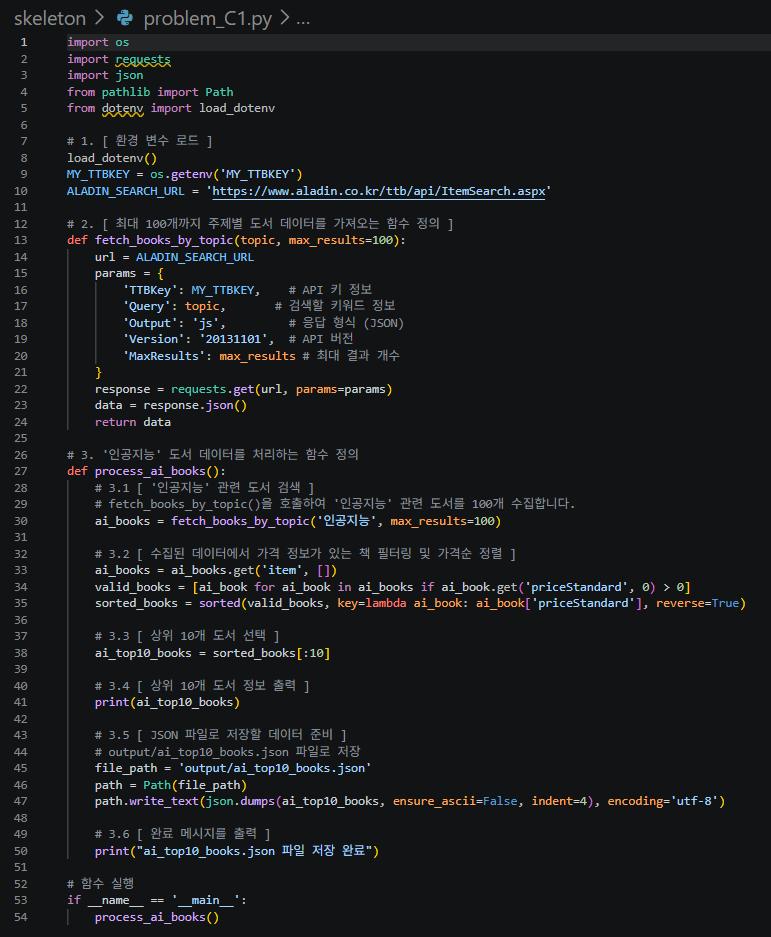 skeleton > problem_C1.py > ...
1 import os
2 import requests
3 import json
4 from pathlib import Path
5 from dotenv import load_dotenv
6
7 # 1. [ 환경 변수 로드 ]
8 load_dotenv()
9 MY_TTBKEY = os.getenv('MY_TTBKEY')
10 ALADIN_SEARCH_URL = 'https://www.aladin.co.kr/ttb/api/ItemSearch.aspx'
11
12 # 2. [ 최대 100개까지 주제별 도서 데이터를 가져오는 함수 정의 ]
13 def fetch_books_by_topic(topic, max_results=100):
14     url = ALADIN_SEARCH_URL
15     params = {
16         'TTBKey': MY_TTBKEY,    # API 키 정보
17         'Query': topic,       # 검색할 키워드 정보
18         'Output': 'js',         # 응답 형식 (JSON)
19         'Version': '20131101',  # API 버전
20         'MaxResults': max_results # 최대 결과 개수
21     }
22     response = requests.get(url, params=params)
23     data = response.json()
24     return data
25
26 # 3. '인공지능' 도서 데이터를 처리하는 함수 정의
27 def process_ai_books():
28     # 3.1 [ '인공지능' 관련 도서 검색 ]
29     # fetch_books_by_topic()을 호출하여 '인공지능' 관련 도서를 100개 수집합니다.
30     ai_books = fetch_books_by_topic('인공지능', max_results=100)
31
32     # 3.2 [ 수집된 데이터에서 가격 정보가 있는 책 필터링 및 가격순 정렬 ]
33     ai_books = ai_books.get('item', [])
34     valid_books = [ai_book for ai_book in ai_books if ai_book.get('priceStandard', 0) > 0]
35     sorted_books = sorted(valid_books, key=lambda ai_book: ai_book['priceStandard'], reverse=True)
36
37     # 3.3 [ 상위 10개 도서 선택 ]
38     ai_top10_books = sorted_books[:10]
39
40     # 3.4 [ 상위 10개 도서 정보 출력 ]
41     print(ai_top10_books)
42
43     # 3.5 [ JSON 파일로 저장할 데이터 준비 ]
44     # output/ai_top10_books.json 파일로 저장
45     file_path = 'output/ai_top10_books.json'
46     path = Path(file_path)
47     path.write_text(json.dumps(ai_top10_books, ensure_ascii=False, indent=4), encoding='utf-8')
48
49     # 3.6 [ 완료 메시지를 출력 ]
50     print("ai_top10_books.json 파일 저장 완료")
51
52 # 함수 실행
53 if __name__ == '__main__':
54     process_ai_books()